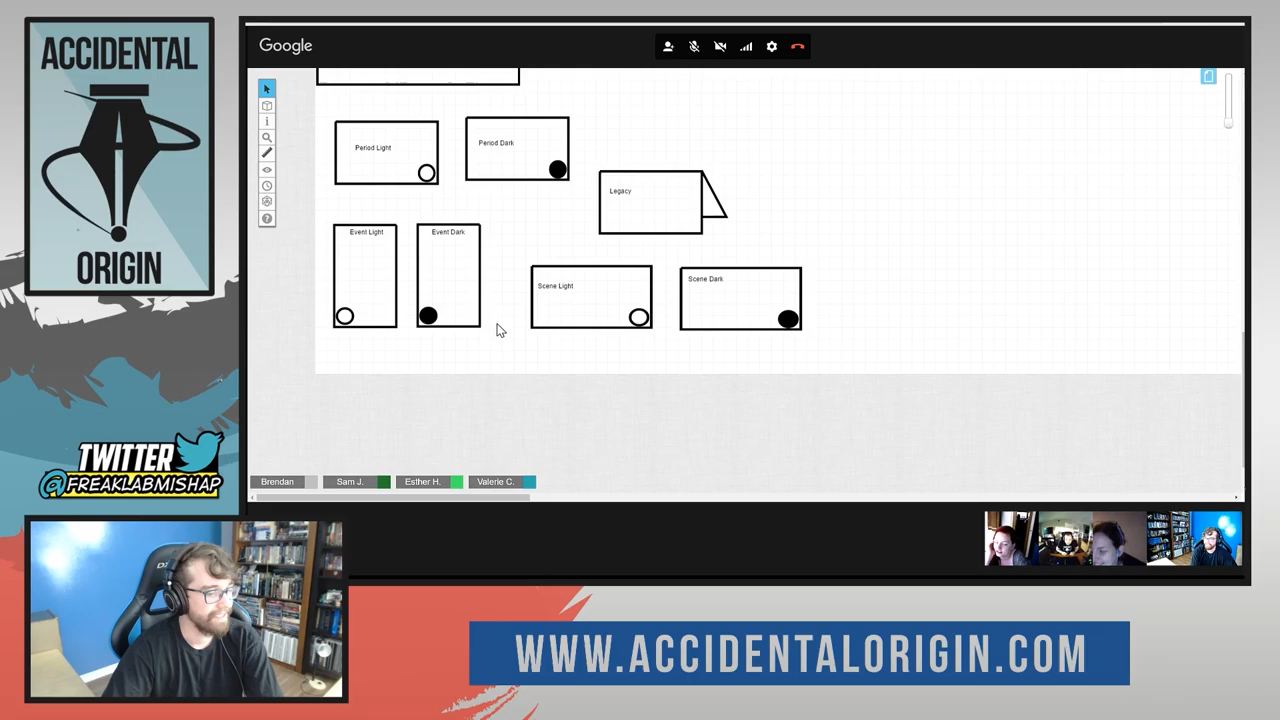 ACCIDENTAL
ORIGIN
TWITTER
@FREAKLABMISHAP
Google
Period Light
Period Dark
Legacy
Event Light
Event Dark
Scene Light
Scene Dark
Brendan
Sam J.
Esther H.
Valerie C.
WWW.ACCIDENTALORIGIN.COM